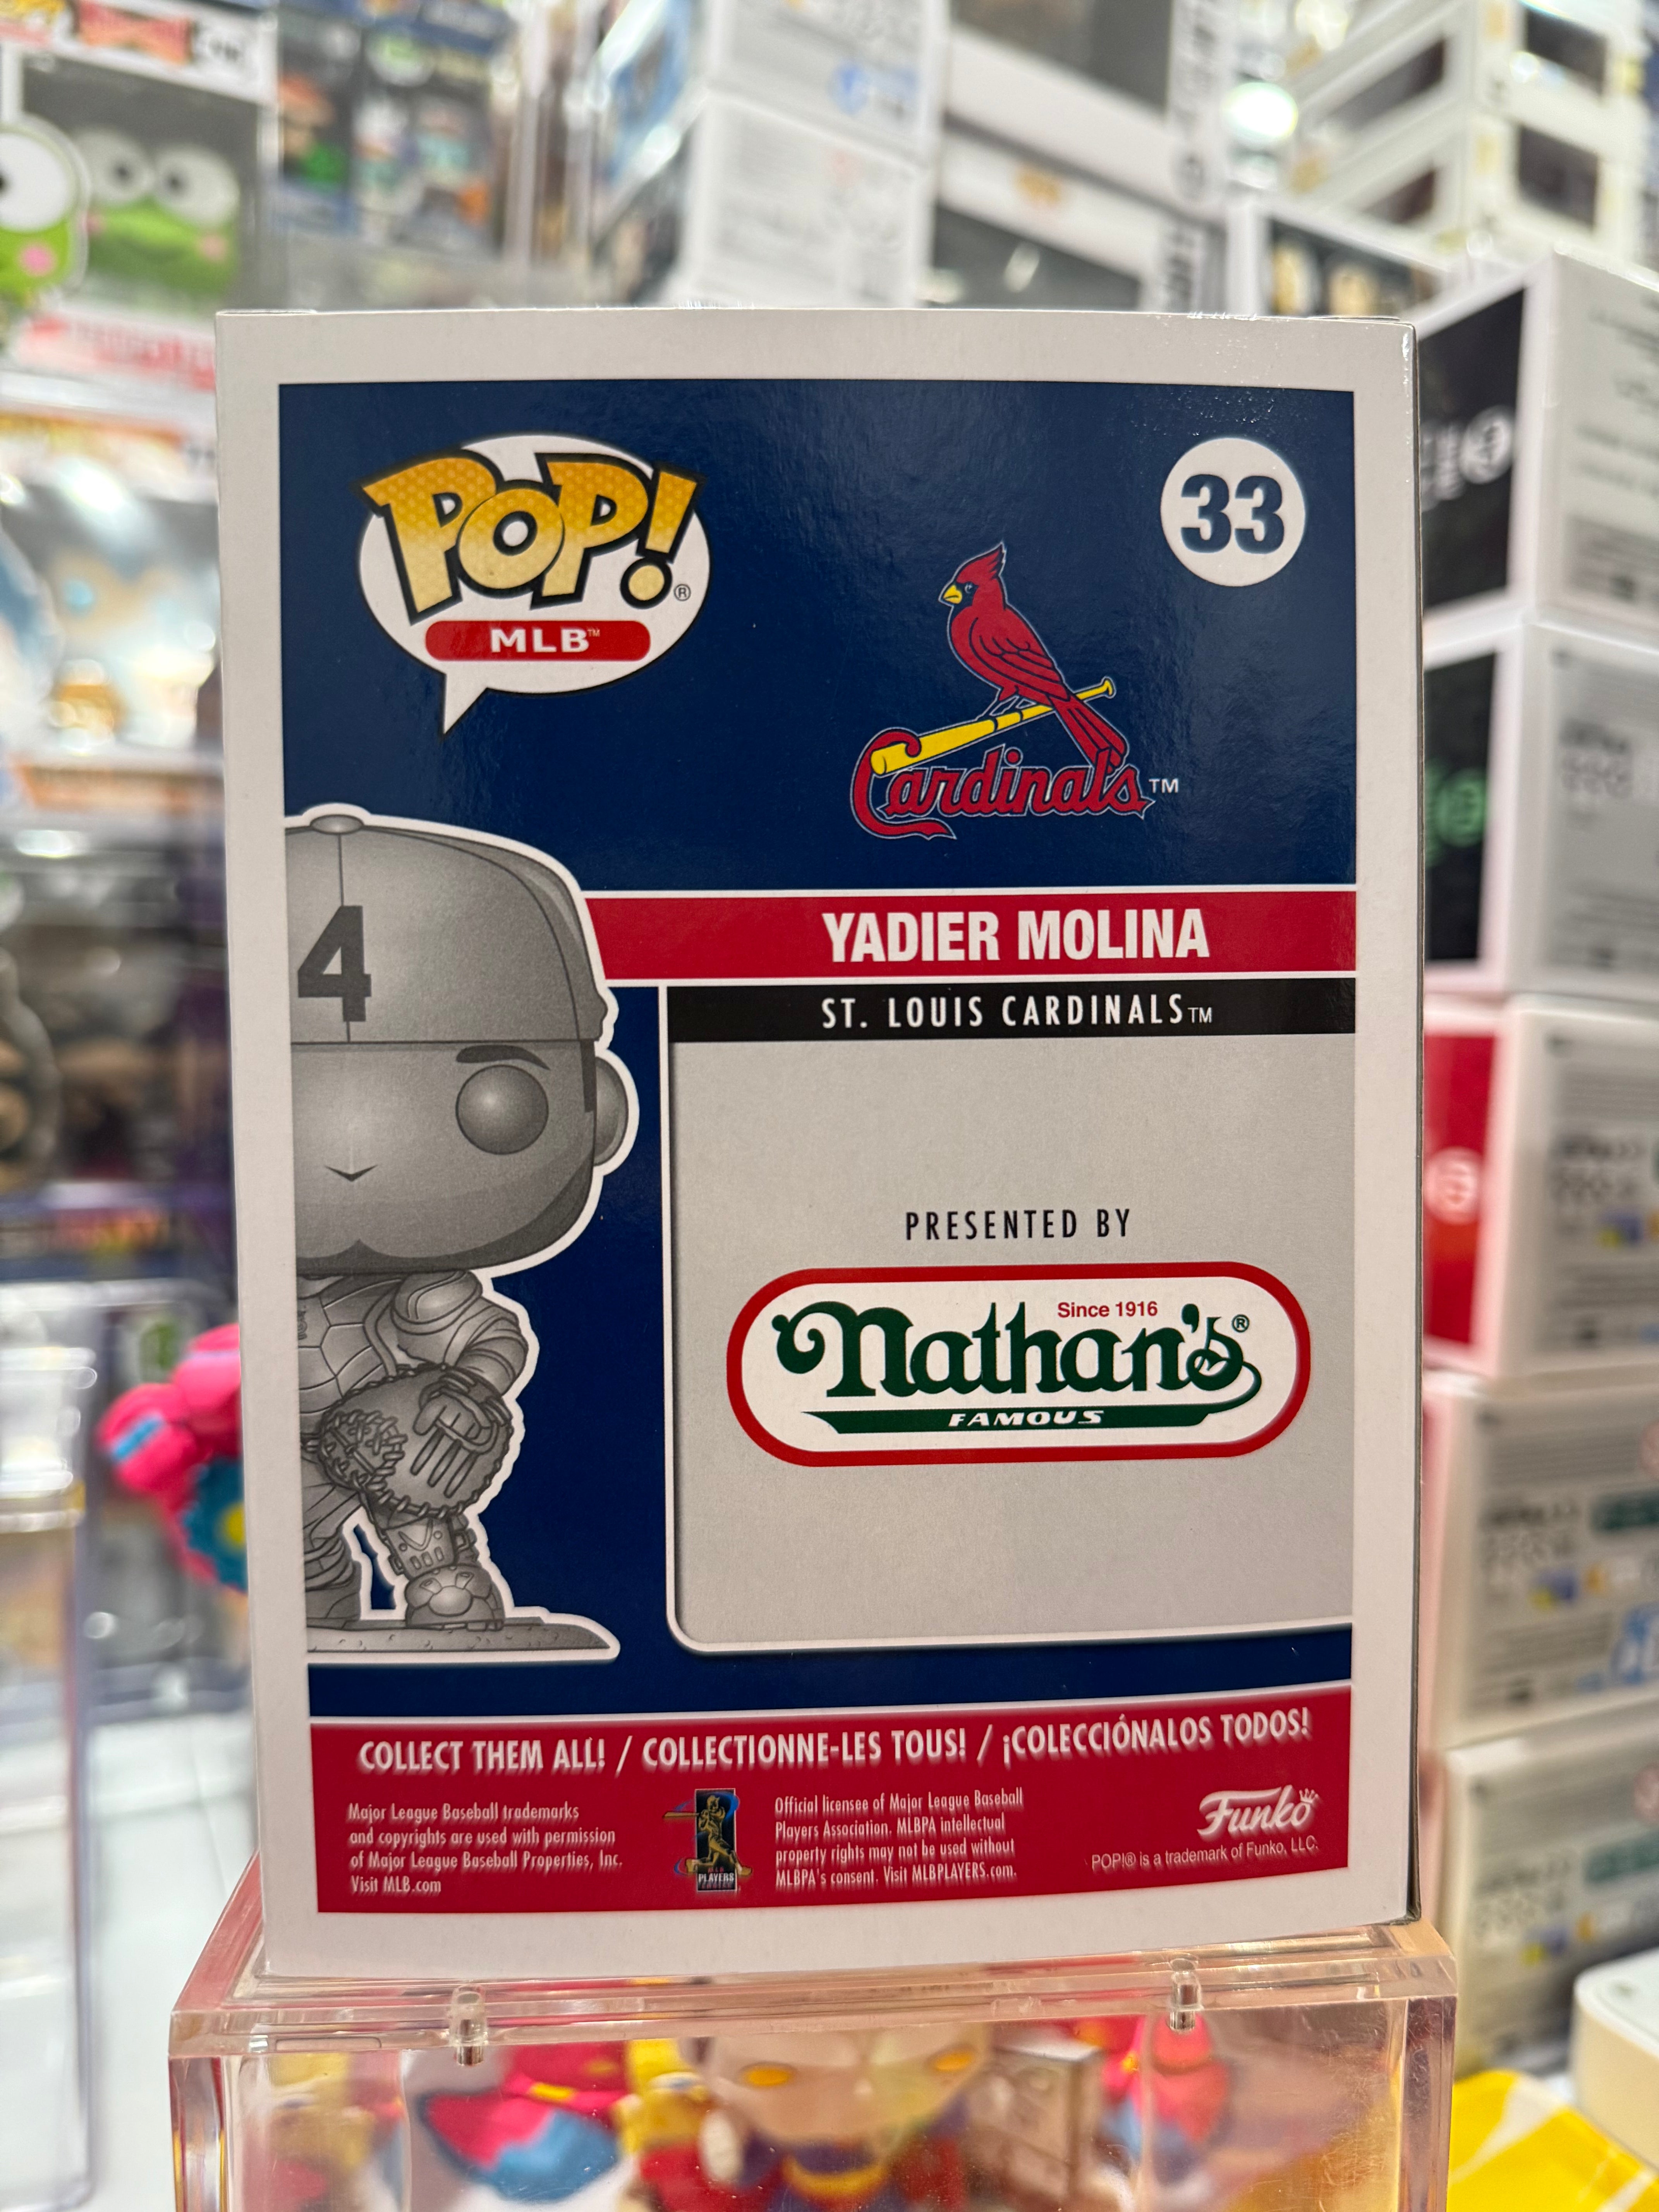 POP!®
MLB™
33
Cardinals™
4
YADIER MOLINA
ST. LOUIS CARDINALS™
PRESENTED BY
Since 1916
Nathan's®
FAMOUS
COLLECT THEM ALL! / COLLECTIONNE-LES TOUS! / ¡COLECCIÓNALOS TODOS!
Major League Baseball trademarks
and copyrights are used with permission
of Major League Baseball Properties, Inc.
Visit MLB.com
PLAYERS
Official licensee of Major League Baseball
Players Association. MLBPA intellectual
property rights may not be used without
MLBPA's consent. Visit MLBPLAYERS.com.
Funko
POP!® is a trademark of Funko, LLC.